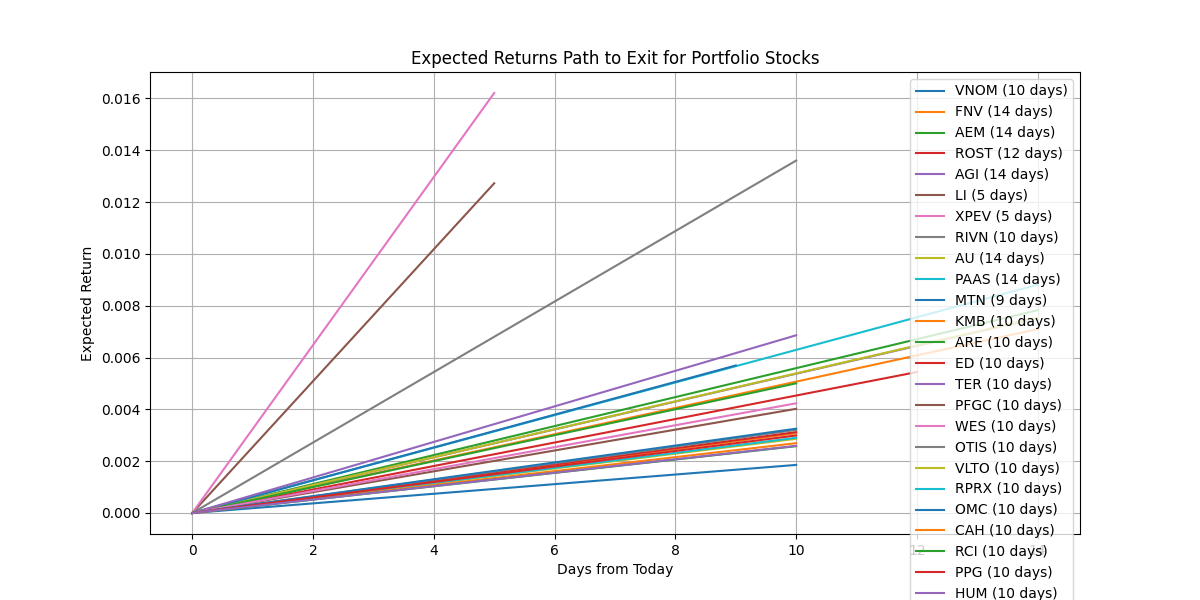 Expected Returns Path to Exit for Portfolio Stocks
Expected Return
0.016
0.014
0.012
0.010
0.008
0.006
0.004
0.002
0.000
0
2
4
6
8
10
12
14
Days from Today
VNOM (10 days)
FNV (14 days)
AEM (14 days)
ROST (12 days)
AGI (14 days)
LI (5 days)
XPEV (5 days)
RIVN (10 days)
AU (14 days)
PAAS (14 days)
MTN (9 days)
KMB (10 days)
ARE (10 days)
ED (10 days)
TER (10 days)
PFGC (10 days)
WES (10 days)
OTIS (10 days)
VLTO (10 days)
RPRX (10 days)
OMC (10 days)
CAH (10 days)
RCI (10 days)
PPG (10 days)
HUM (10 days)